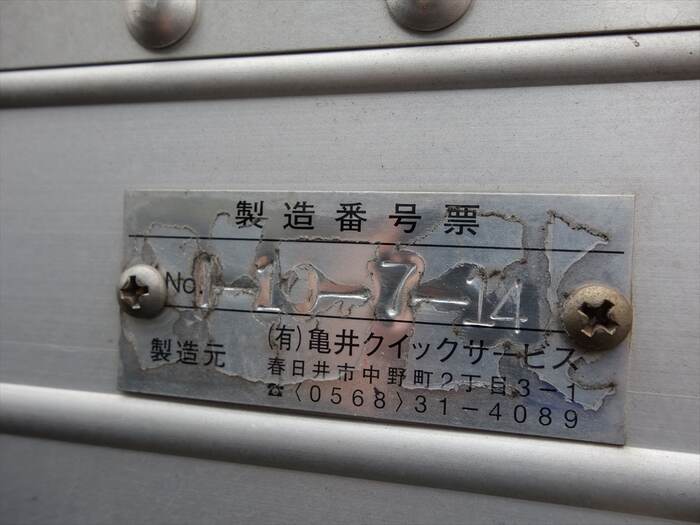 製造番号票
No. 1-10-7-14
製造元 (有)亀井クイックサービス
春日井市中野町2丁目3-1
☎〈0568〉31-4089